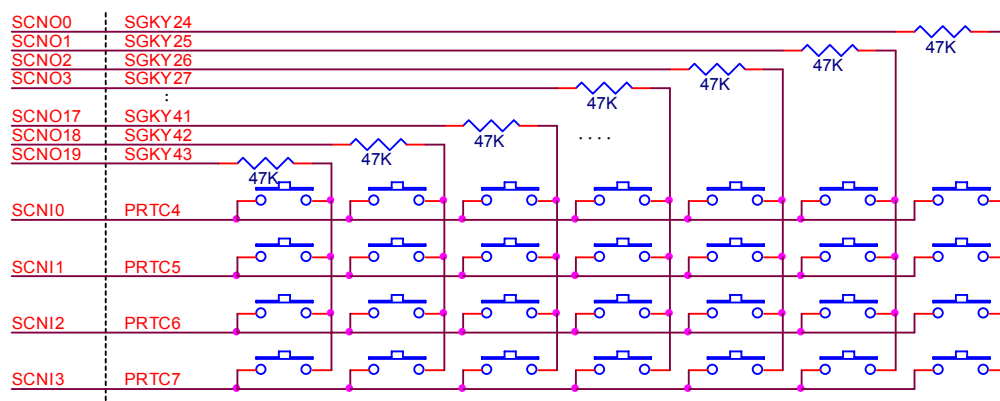 SCNO0 SGKY24
47K
SCNO1 SGKY25
47K
SCNO2 SGKY26
47K
SCNO3 SGKY27
47K
:
SCNO17 SGKY41
47K
....
SCNO18 SGKY42
47K
SCNO19 SGKY43
47K
SCNI0 PRTC4
SCNI1 PRTC5
SCNI2 PRTC6
SCNI3 PRTC7